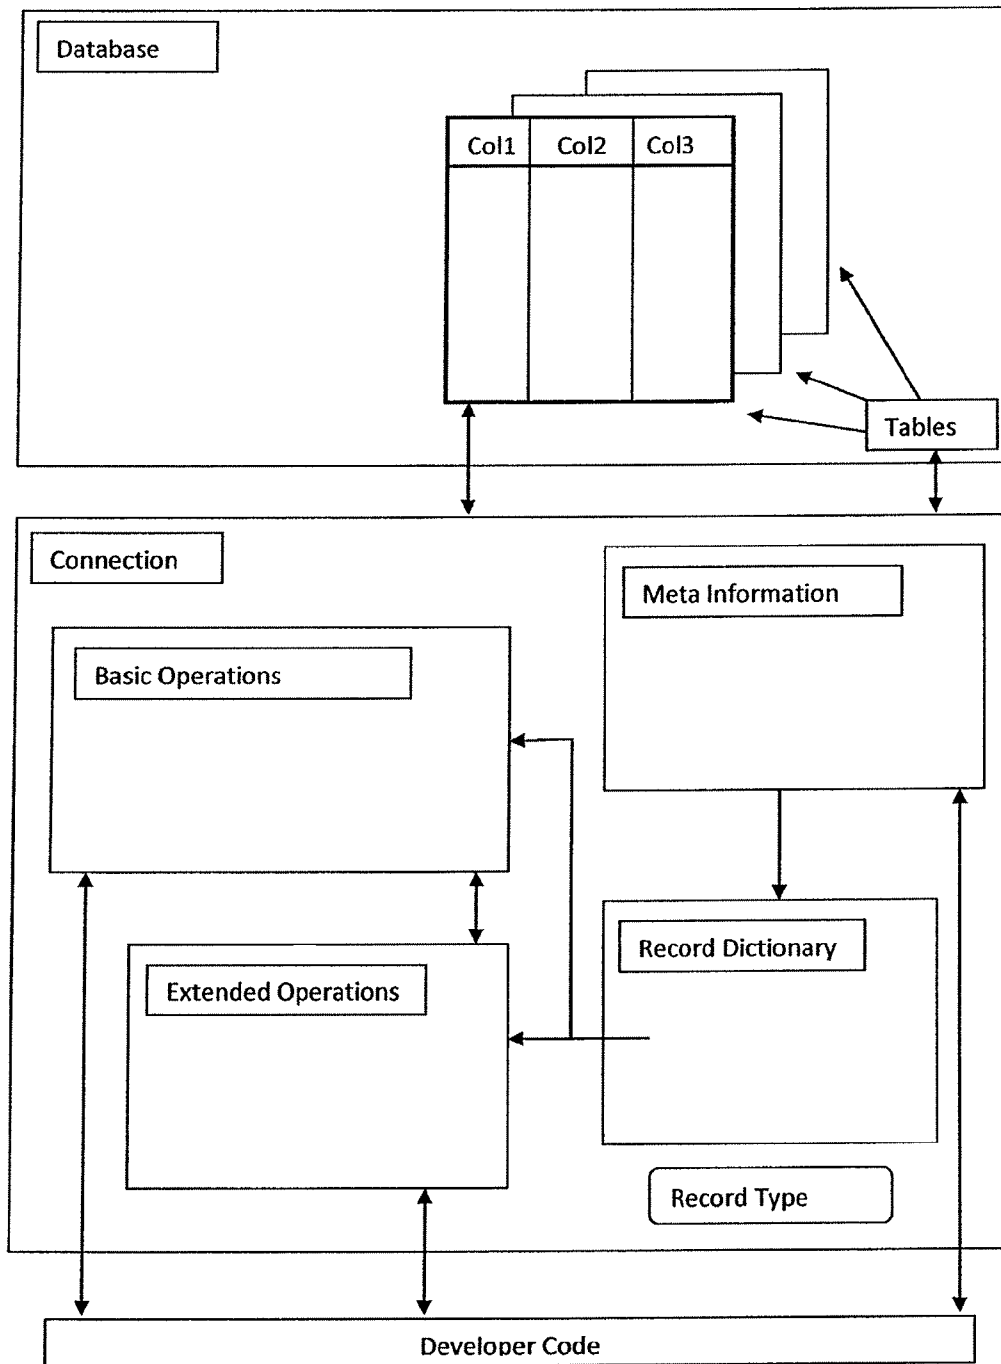 Database
Col1 Col2 Col3
Tables
Connection
Meta Information
Basic Operations
Record Dictionary
Extended Operations
Record Type
Developer Code